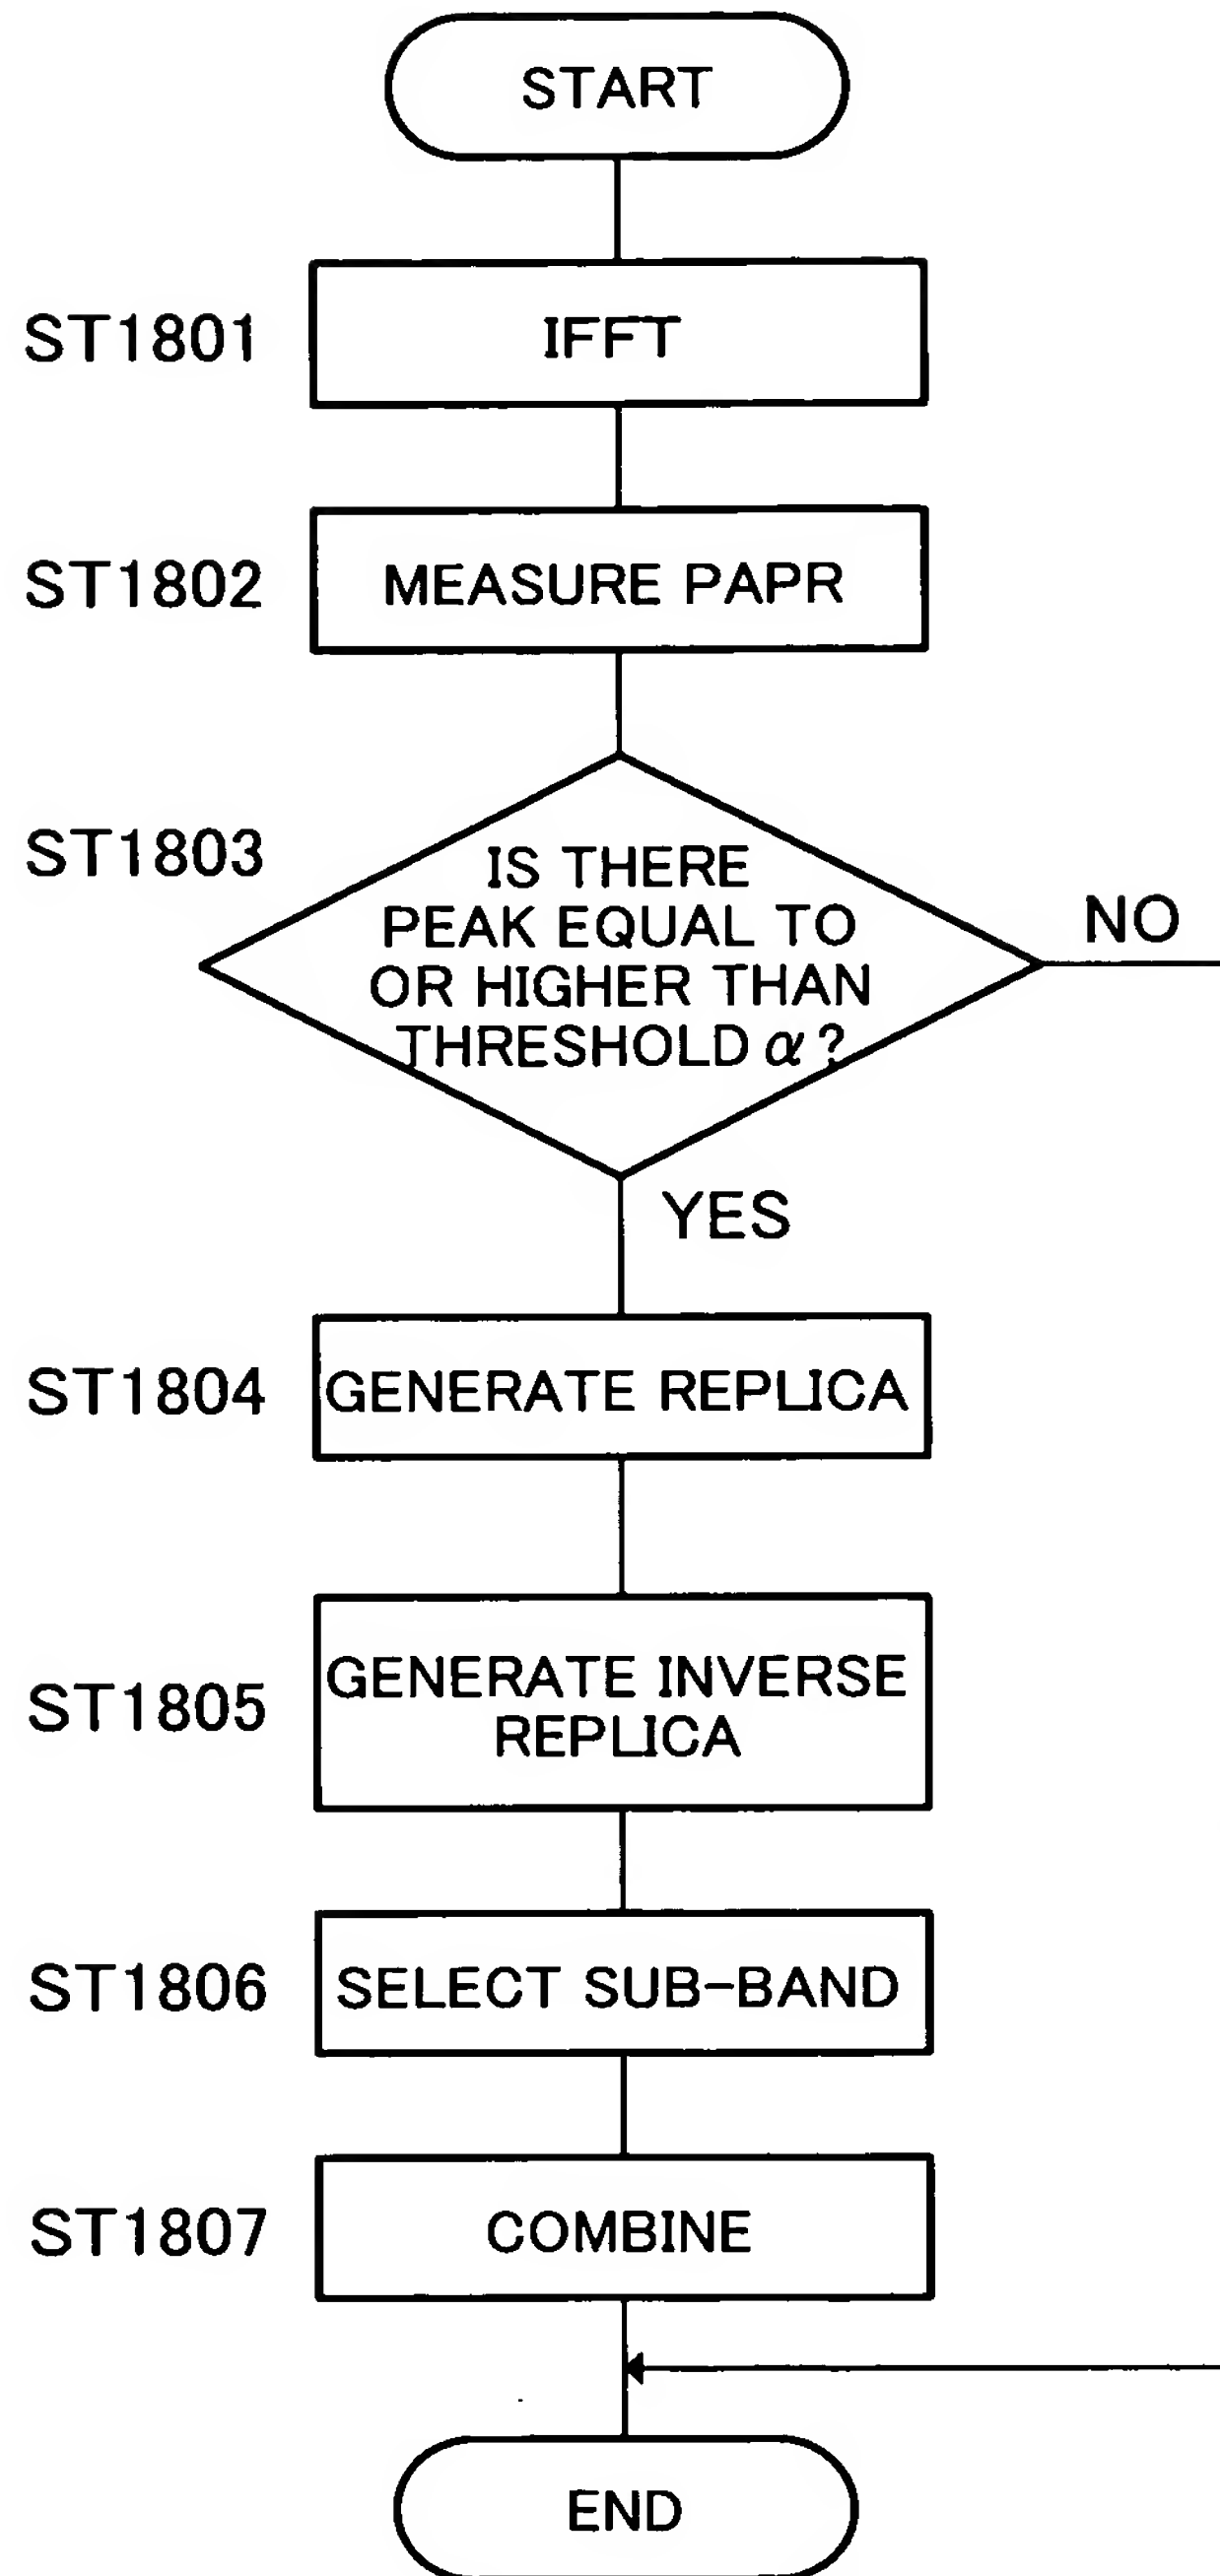 START
ST1801
IFFT
ST1802
MEASURE PAPR
ST1803
IS THERE
PEAK EQUAL TO
OR HIGHER THAN
THRESHOLD α?
NO
YES
ST1804
GENERATE REPLICA
ST1805
GENERATE INVERSE
REPLICA
ST1806
SELECT SUB-BAND
ST1807
COMBINE
END